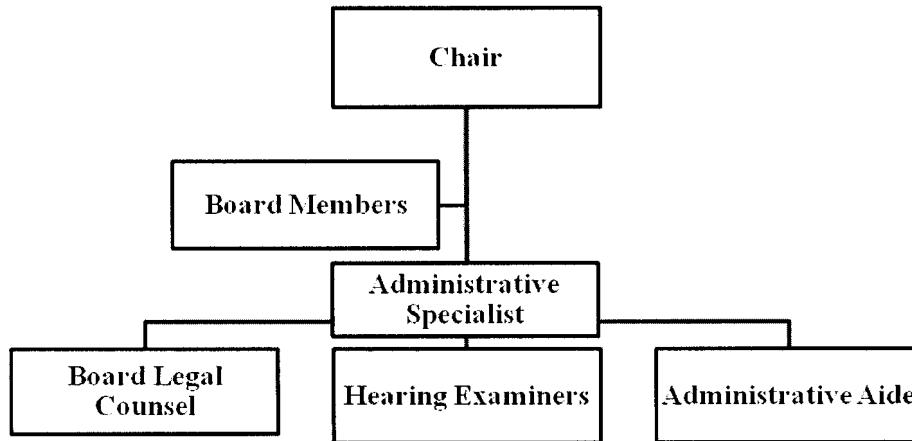 Chair
Board Members
Administrative
Specialist
Board Legal
Counsel
Hearing Examiners
Administrative Aide